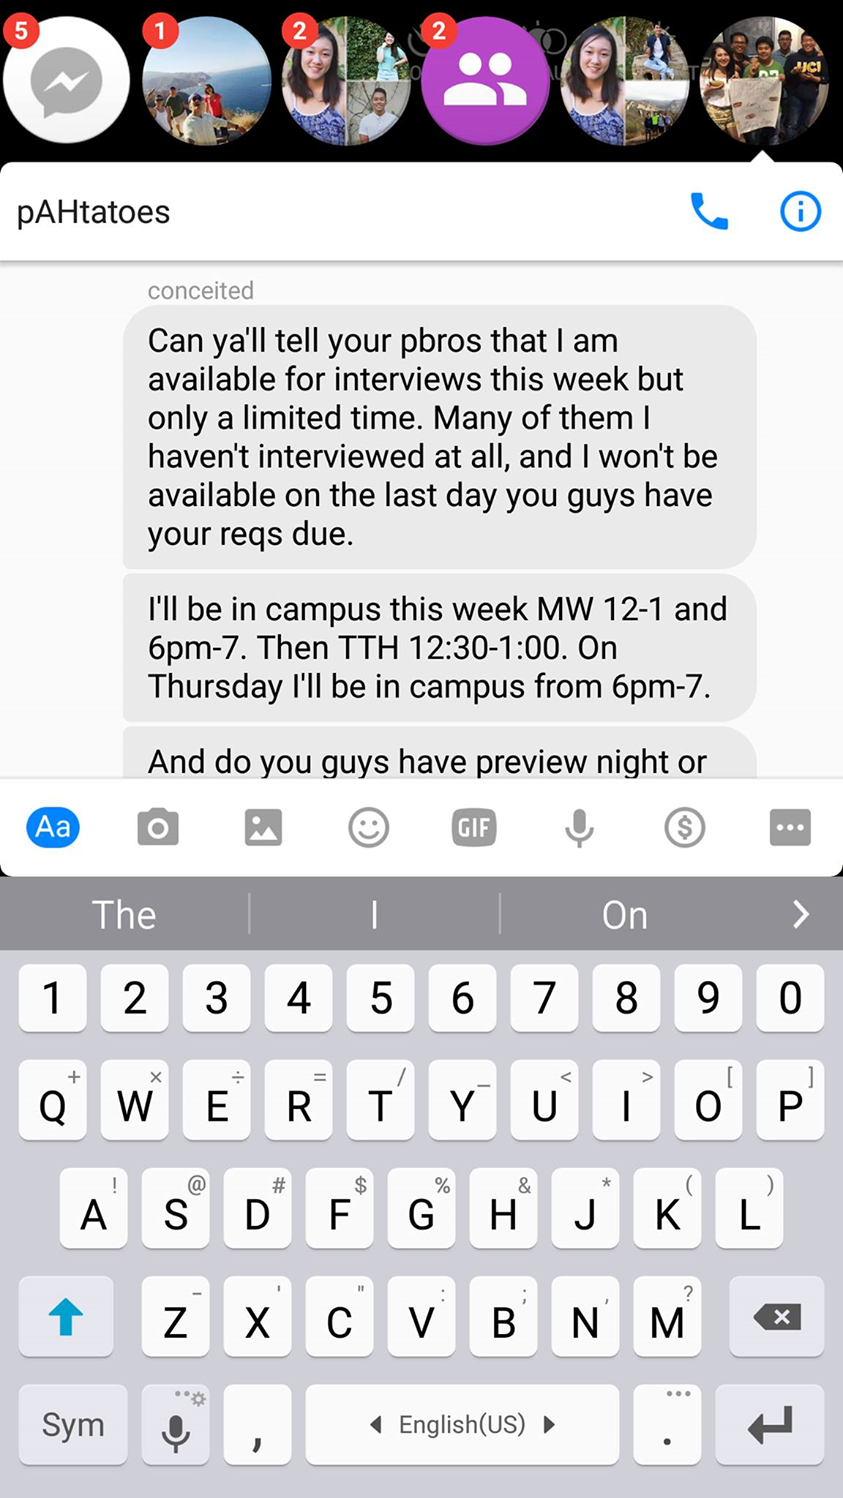 5
1
2
2
UCI
pAHtatoes
conceited
Can ya'll tell your pbros that I am
available for interviews this week but
only a limited time. Many of them I
haven't interviewed at all, and I won't be
available on the last day you guys have
your reqs due.
I'll be in campus this week MW 12-1 and
6pm-7. Then TTH 12:30-1:00. On
Thursday I'll be in campus from 6pm-7.
And do you guys have preview night or
Aa GIF $
The I On
1 2 3 4 5 6 7 8 9 0
+ × ÷ = / _ < > [ ]
Q W E R T Y U I O P
! @ # $ % & * ( )
A S D F G H J K L
- ' " : ; , ?
Z X C V B N M
Sym , English(US) .